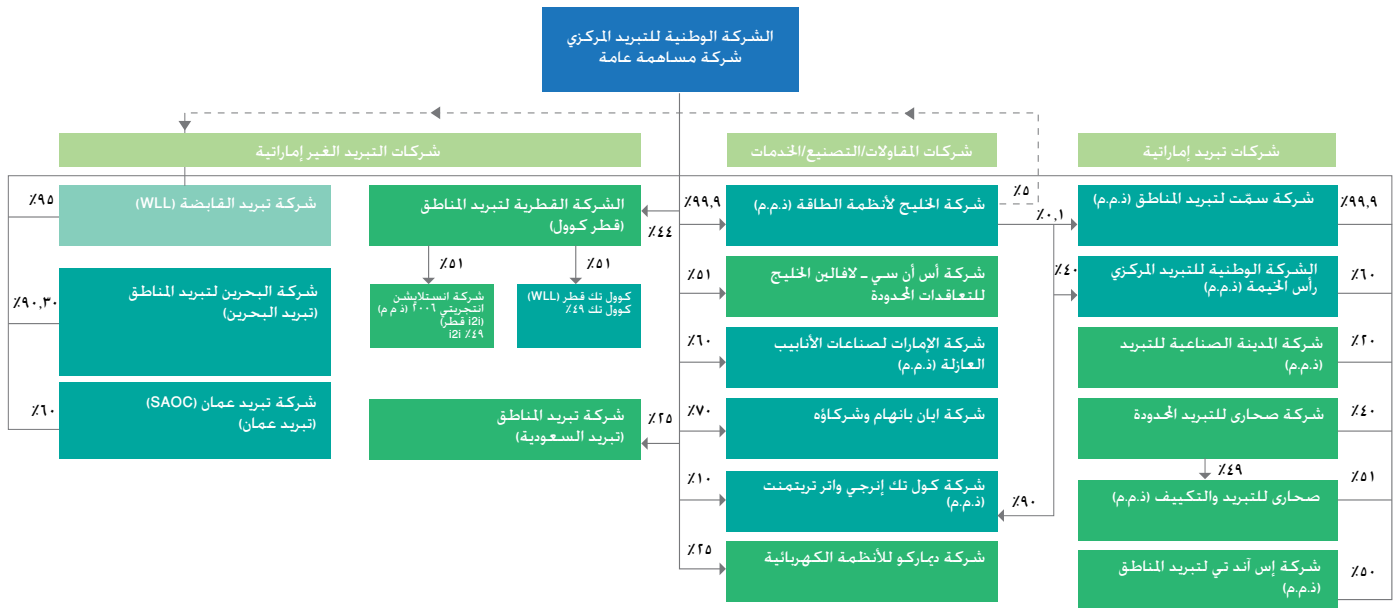 الشركة الوطنية للتبريد المركزي
شركة مساهمة عامة
شركات تبريد إماراتية
شركات المقاولات/التصنيع/الخدمات
شركات التبريد الغير إماراتية
شركة سمّت لتبريد المناطق (ذ.م.م)
٪٩٩,٩
٪٠,١
الشركة الوطنية للتبريد المركزي
رأس الخيمة (ذ.م.م)
٪٦٠
٪٤٠
شركة المدينة الصناعية للتبريد
(ذ.م.م)
٪٢٠
شركة صحارى للتبريد المحدودة
٪٤٠
٪٤٩
صحارى للتبريد والتكييف (ذ.م.م)
٪٥١
شركة إس آند تي لتبريد المناطق
(ذ.م.م)
٪٥٠
شركة الخليج لأنظمة الطاقة (ذ.م.م)
٪٥
٪٩٩,٩
شركة أس أن سي - لافالين الخليج
للتعاقدات المحدودة
٪٥١
شركة الإمارات لصناعات الأنابيب
العازلة (ذ.م.م)
٪٦٠
شركة ايان بانهام وشركاؤه
٪٧٠
شركة كول تك إنرجي واتر تريتمنت
(ذ.م.م)
٪٩٠
٪١٠
شركة ديماركو للأنظمة الكهربائية
٪٢٥
الشركة القطرية لتبريد المناطق
(قطر كوول)
٪٤٤
٪٥١
٪٥١
كوول تك قطر (WLL)
كوول تك ٤٩٪
شركة انستلايشن
انتجريتي ٢٠٠٦ (ذ م م)
(i2i قطر)
i2i ٪٤٩
شركة تبريد المناطق
(تبريد السعودية)
٪٢٥
شركة تبريد القابضة (WLL)
٪٩٥
شركة البحرين لتبريد المناطق
(تبريد البحرين)
٪٩٠,٣٠
شركة تبريد عمان (SAOC)
(تبريد عمان)
٪٦٠